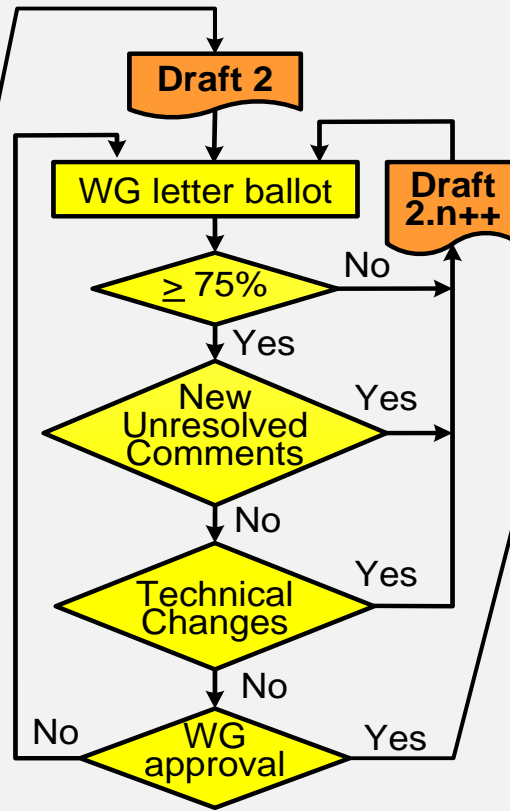 Draft 2
WG letter ballot
Draft
2.n++
≥ 75%
No
Yes
New
Unresolved
Comments
Yes
No
Technical
Changes
Yes
No
No
WG
approval
Yes